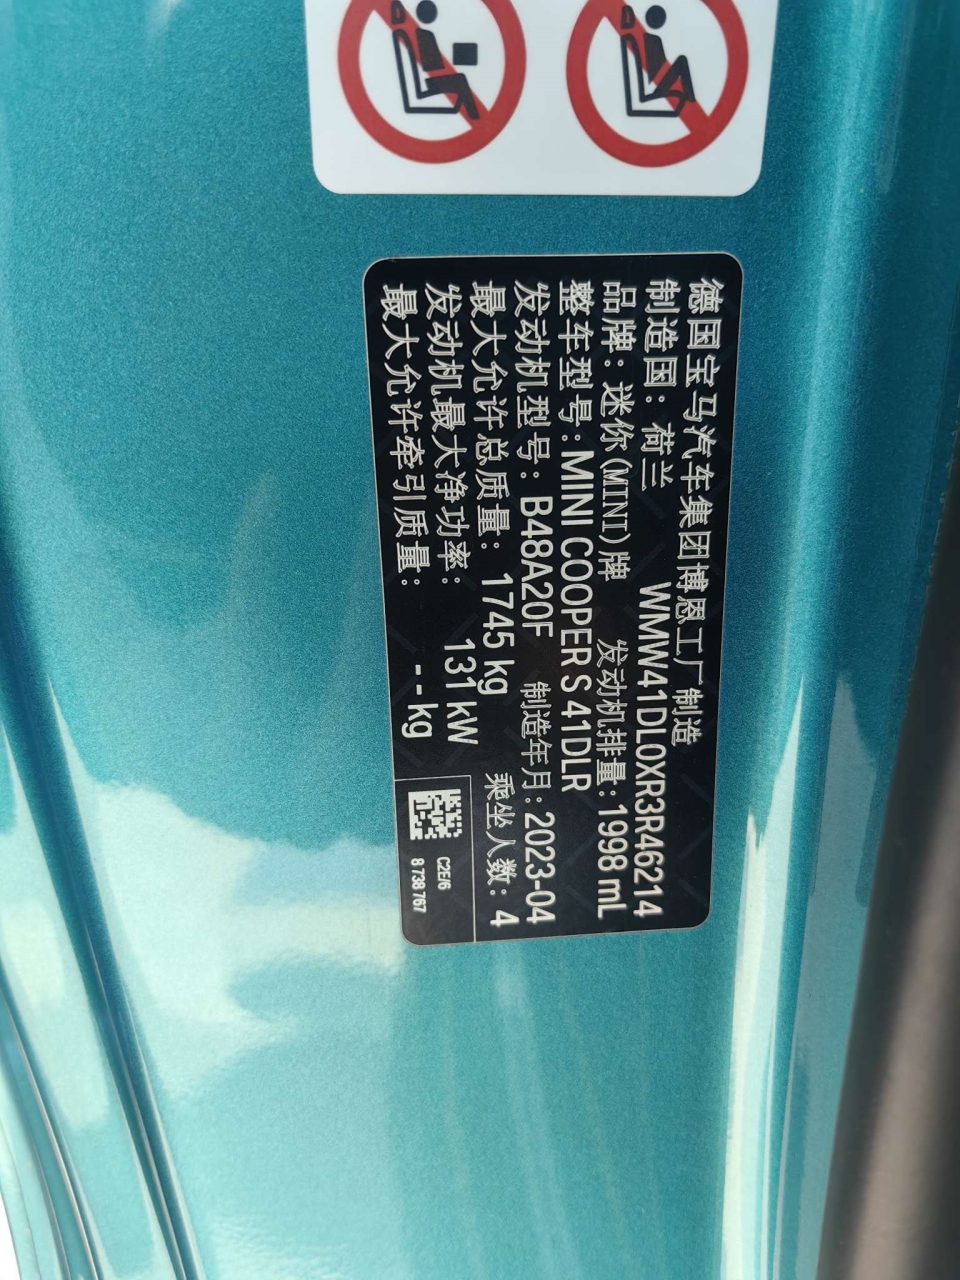 德国宝马汽车集团博恩工厂 制造
制造国：荷兰 WMW41DL0XR3R46214
品牌：迷你(MINI)牌 发动机排量：1998 mL
整车型号：MINI COOPER S 41DLR
发动机型号：B48A20F 制造年月：2023-04
最大允许总质量：1745 kg 乘坐人数：4
发动机最大净功率：131 kW
最大允许牵引质量：-- kg
C2E/6
8 738 767